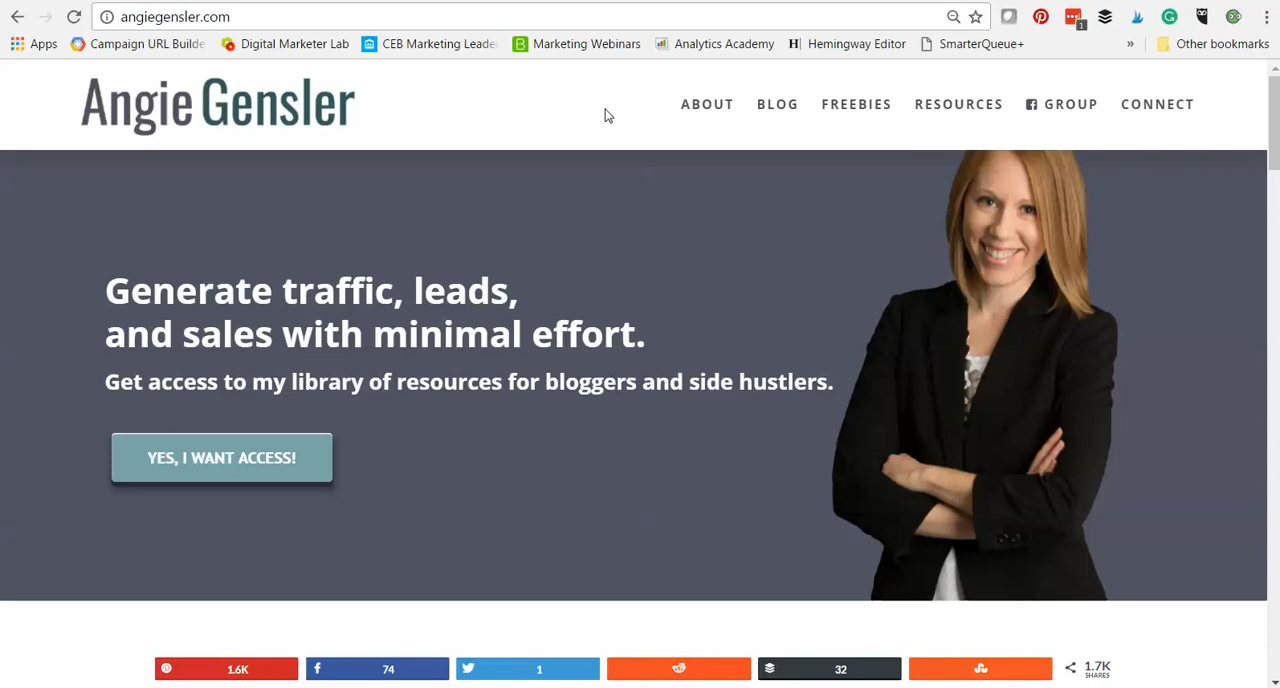 angiegensler.com
1
Apps
Campaign URL Builde
Digital Marketer Lab
CEB Marketing Leade
Marketing Webinars
Analytics Academy
Hemingway Editor
SmarterQueue+
»
Other bookmarks
Angie Gensler
ABOUT
BLOG
FREEBIES
RESOURCES
GROUP
CONNECT
Generate traffic, leads,
and sales with minimal effort.
Get access to my library of resources for bloggers and side hustlers.
YES, I WANT ACCESS!
1.6K
74
1
32
1.7K
SHARES